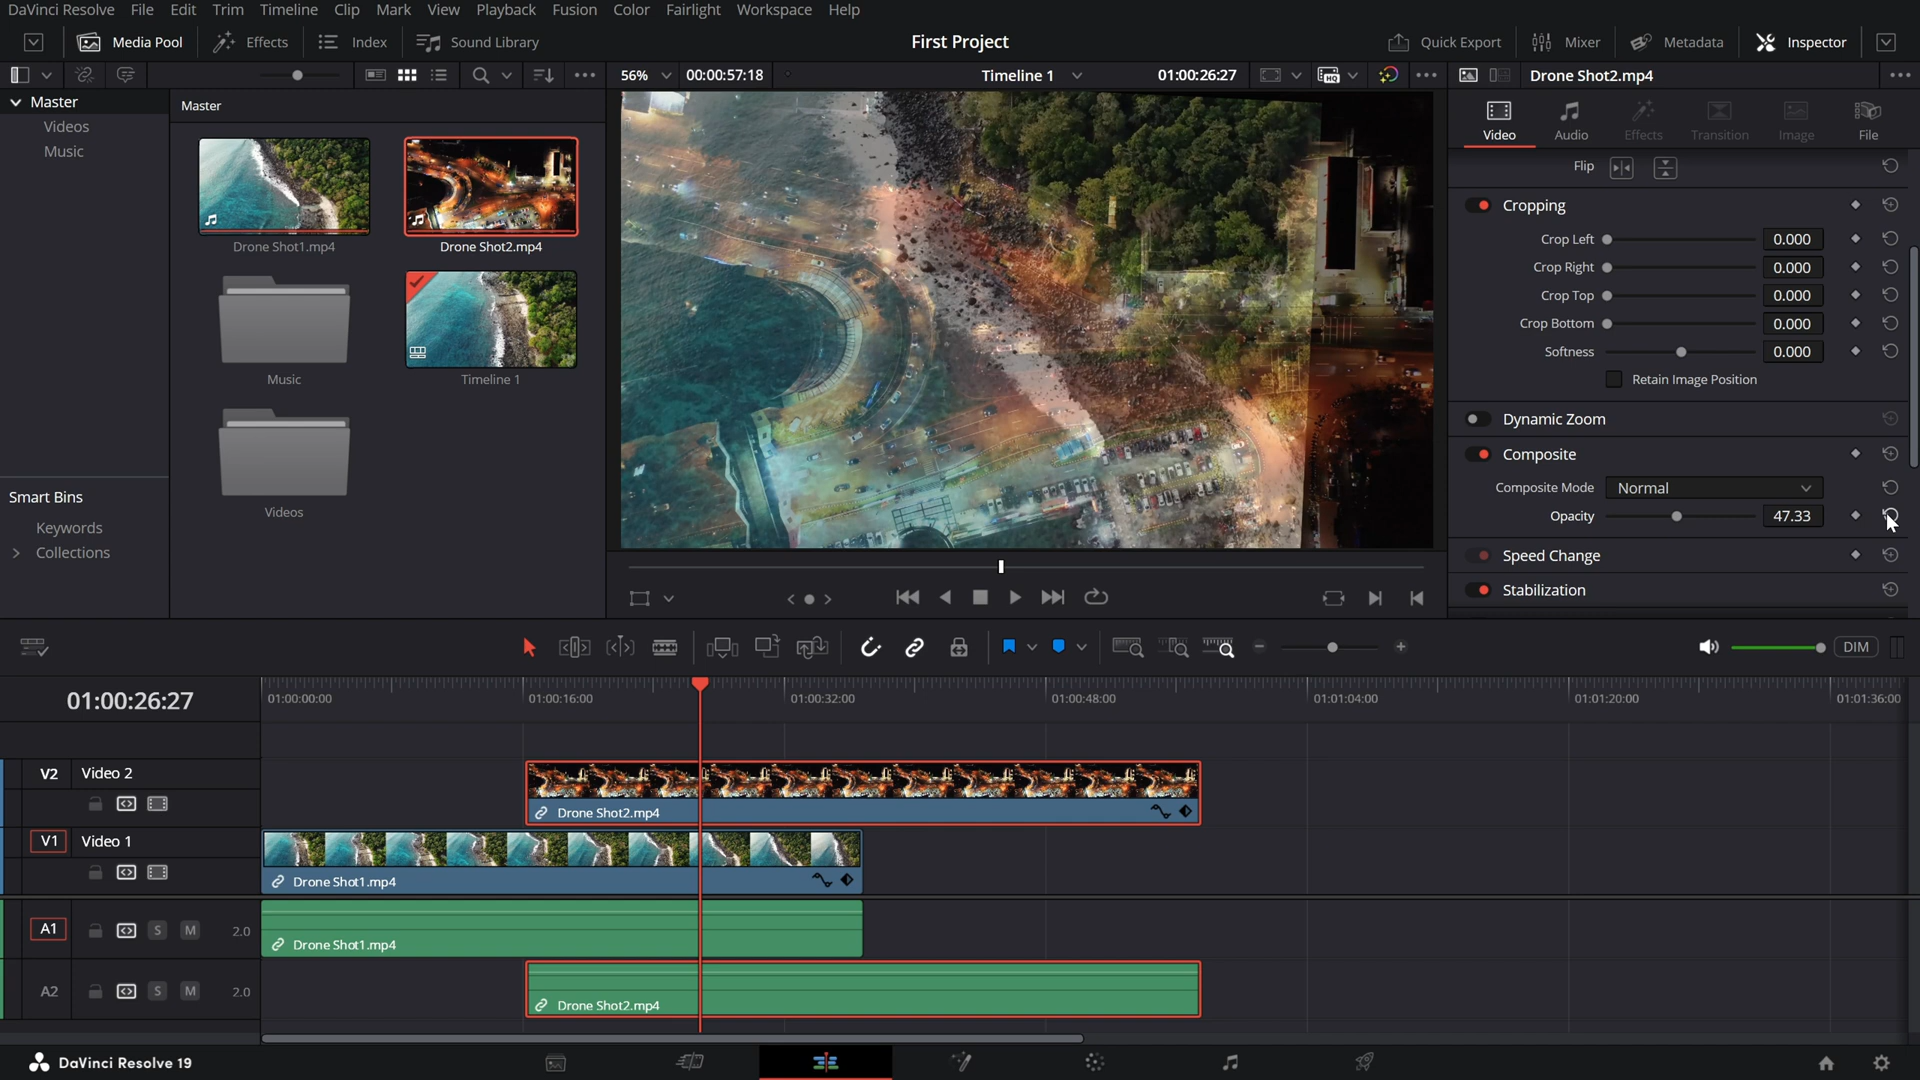 DaVinci Resolve File Edit Trim Timeline Clip Mark View Playback Fusion Color Fairlight Workspace Help
Media Pool Effects Index Sound Library First Project Quick Export Mixer Metadata Inspector
56% 00:00:57:18 Timeline 1 01:00:26:27 HQ Drone Shot2.mp4
Master
Videos
Music
Master
Drone Shot1.mp4 Drone Shot2.mp4
Music Timeline 1
Videos
Smart Bins
Keywords
Collections
Video Audio Effects Transition Image File
Flip
Cropping
Crop Left 0.000
Crop Right 0.000
Crop Top 0.000
Crop Bottom 0.000
Softness 0.000
Retain Image Position
Dynamic Zoom
Composite
Composite Mode Normal
Opacity 47.33
Speed Change
Stabilization
DIM
01:00:26:27
01:00:00:00 01:00:16:00 01:00:32:00 01:00:48:00 01:01:04:00 01:01:20:00 01:01:36:00
V2 Video 2
Drone Shot2.mp4
V1 Video 1
Drone Shot1.mp4
A1 S M 2.0
Drone Shot1.mp4
A2 S M 2.0
Drone Shot2.mp4
DaVinci Resolve 19